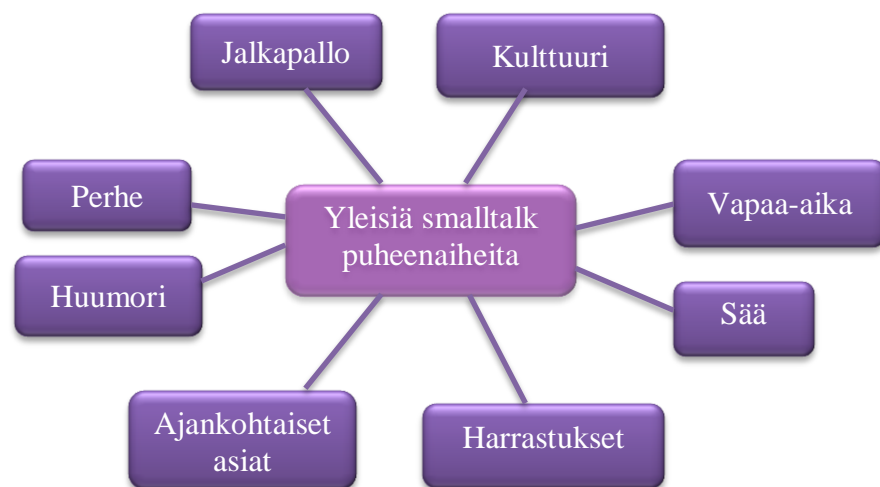 Jalkapallo
Kulttuuri
Perhe
Yleisiä smalltalk
puheenaiheita
Vapaa-aika
Huumori
Sää
Ajankohtaiset
asiat
Harrastukset